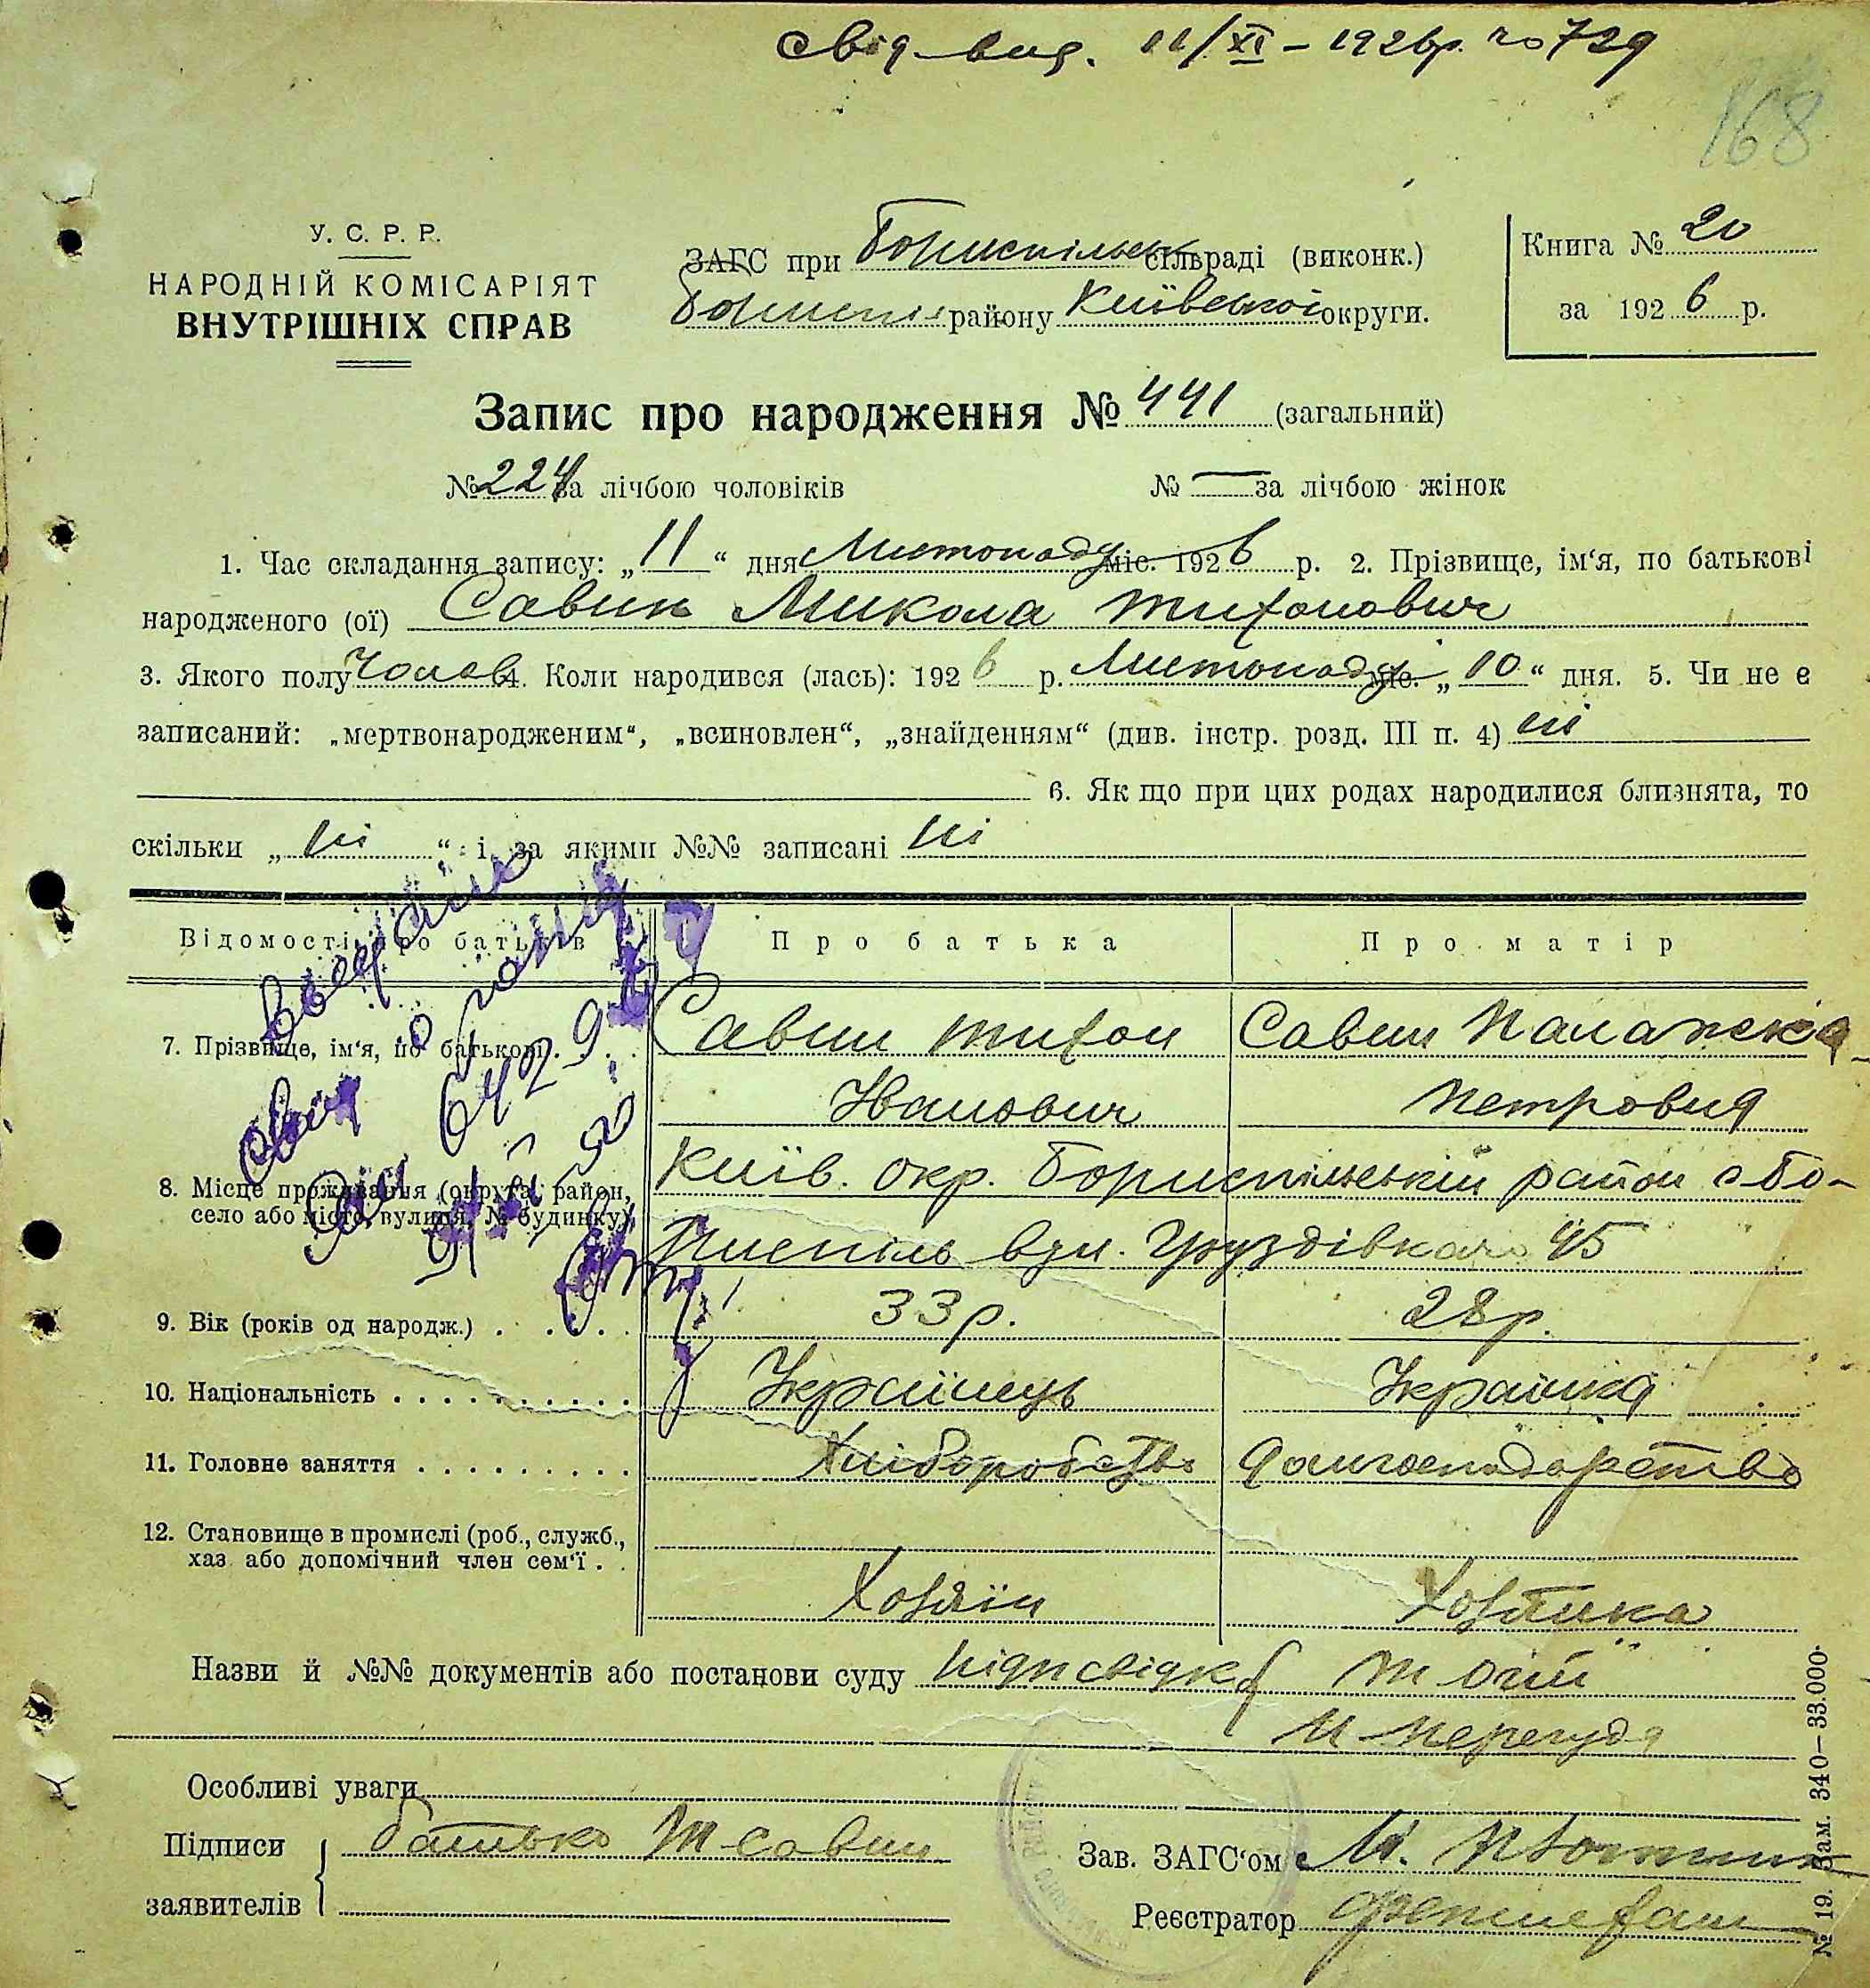 свід. вид. 11/XI – 1926р. № 729
168
У. С. Р. Р.
НАРОДНІЙ КОМІСАРІЯТ
ВНУТРІШНІХ СПРАВ
ЗАГС при Бориспільськ сільраді (виконк.)
Бориспіл району Київської округи.
Книга № 20
за 1926 р.
Запис про народження № 441 (загальний)
№ 224 за лічбою чоловіків № — за лічбою жінок
1. Час складання запису: „11“ дня Листопаду міс. 1926 р. 2. Прізвище, ім‘я, по батькові
народженого (ої) Савин Микола Тихонович
3. Якого полу Чолов 4. Коли народився (лась): 1926 р. Листопаду міс. „10“ дня. 5. Чи не є
записаний: „мертвонародженим“, „всиновлен“, „знайденням“ (див. інстр. розд. III п. 4) ні
6. Як що при цих родах народилися близнята, то
скільки „ні“ і за якими №№ записані ні
Відомості про батьків Про батька Про матір
7. Прізвище, ім‘я, по батькові Савин Тихон Савин Палажка
Иванович Петровна
8. Місце проживання (округа, район, Київ. окр. Бориспільській район с Бо-
село або місто, вулиця, № будинку) риспіль вул. Груздівка № 45
9. Вік (років од народж.) 33р. 28р.
10. Національність Українець Українка
11. Головне заняття Хліборобство домгосподарство
12. Становище в промислі (роб., служб.,
хаз. або допомічний член сем‘ї
Хозяїн Хозяйка
Назви й №№ документів або постанови суду
Особливі уваги
Підписи батько Т Савин Зав. ЗАГС‘ом
заявителів Реєстратор
№ 19. Зам. 340–33.000